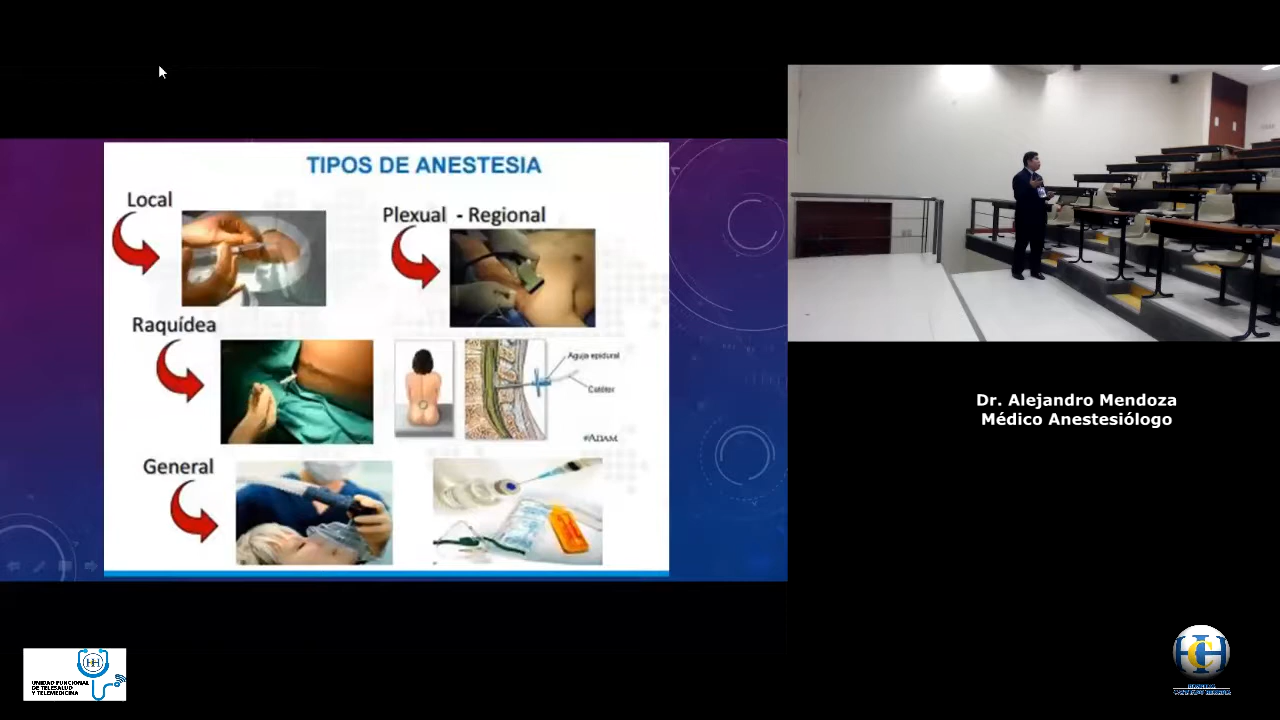 TIPOS DE ANESTESIA
Local
Plexual - Regional
Raquídea
Aguja epidural
Catéter
ADAM
General
Dr. Alejandro Mendoza
Médico Anestesiólogo
UNIDAD FUNCIONAL
DE TELESALUD
Y TELEMEDICINA